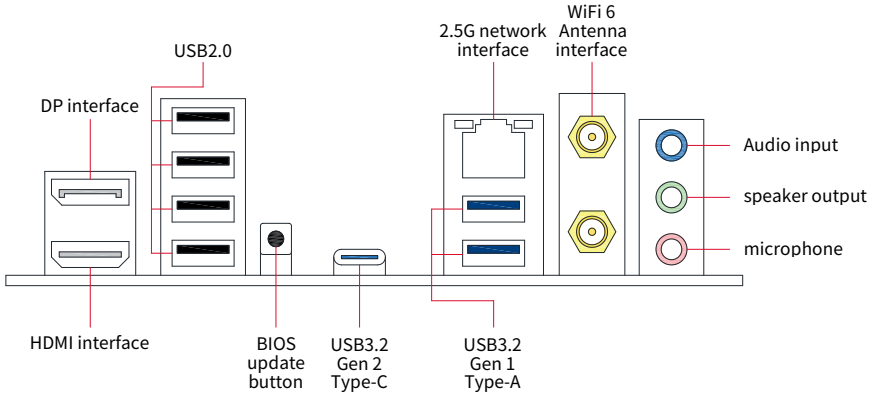 WiFi 6
Antenna
interface
2.5G network
interface
USB2.0
DP interface
Audio input
speaker output
microphone
HDMI interface
BIOS
update
button
USB3.2
Gen 2
Type-C
USB3.2
Gen 1
Type-A